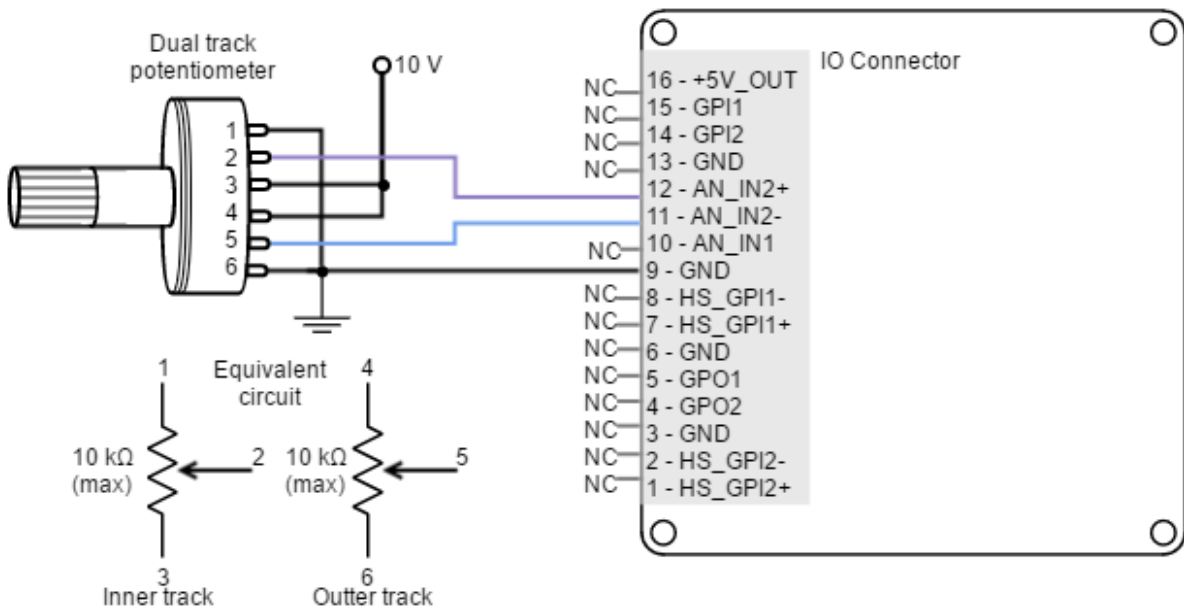 Dual track
potentiometer
10 V
1
2
3
4
5
6
IO Connector
NC 16 - +5V_OUT
NC 15 - GPI1
NC 14 - GPI2
NC 13 - GND
12 - AN_IN2+
11 - AN_IN2-
NC 10 - AN_IN1
9 - GND
NC 8 - HS_GPI1-
NC 7 - HS_GPI1+
NC 6 - GND
NC 5 - GPO1
NC 4 - GPO2
NC 3 - GND
NC 2 - HS_GPI2-
NC 1 - HS_GPI2+
Equivalent
circuit
1
10 kΩ
(max)
2
3
Inner track
4
10 kΩ
(max)
5
6
Outter track